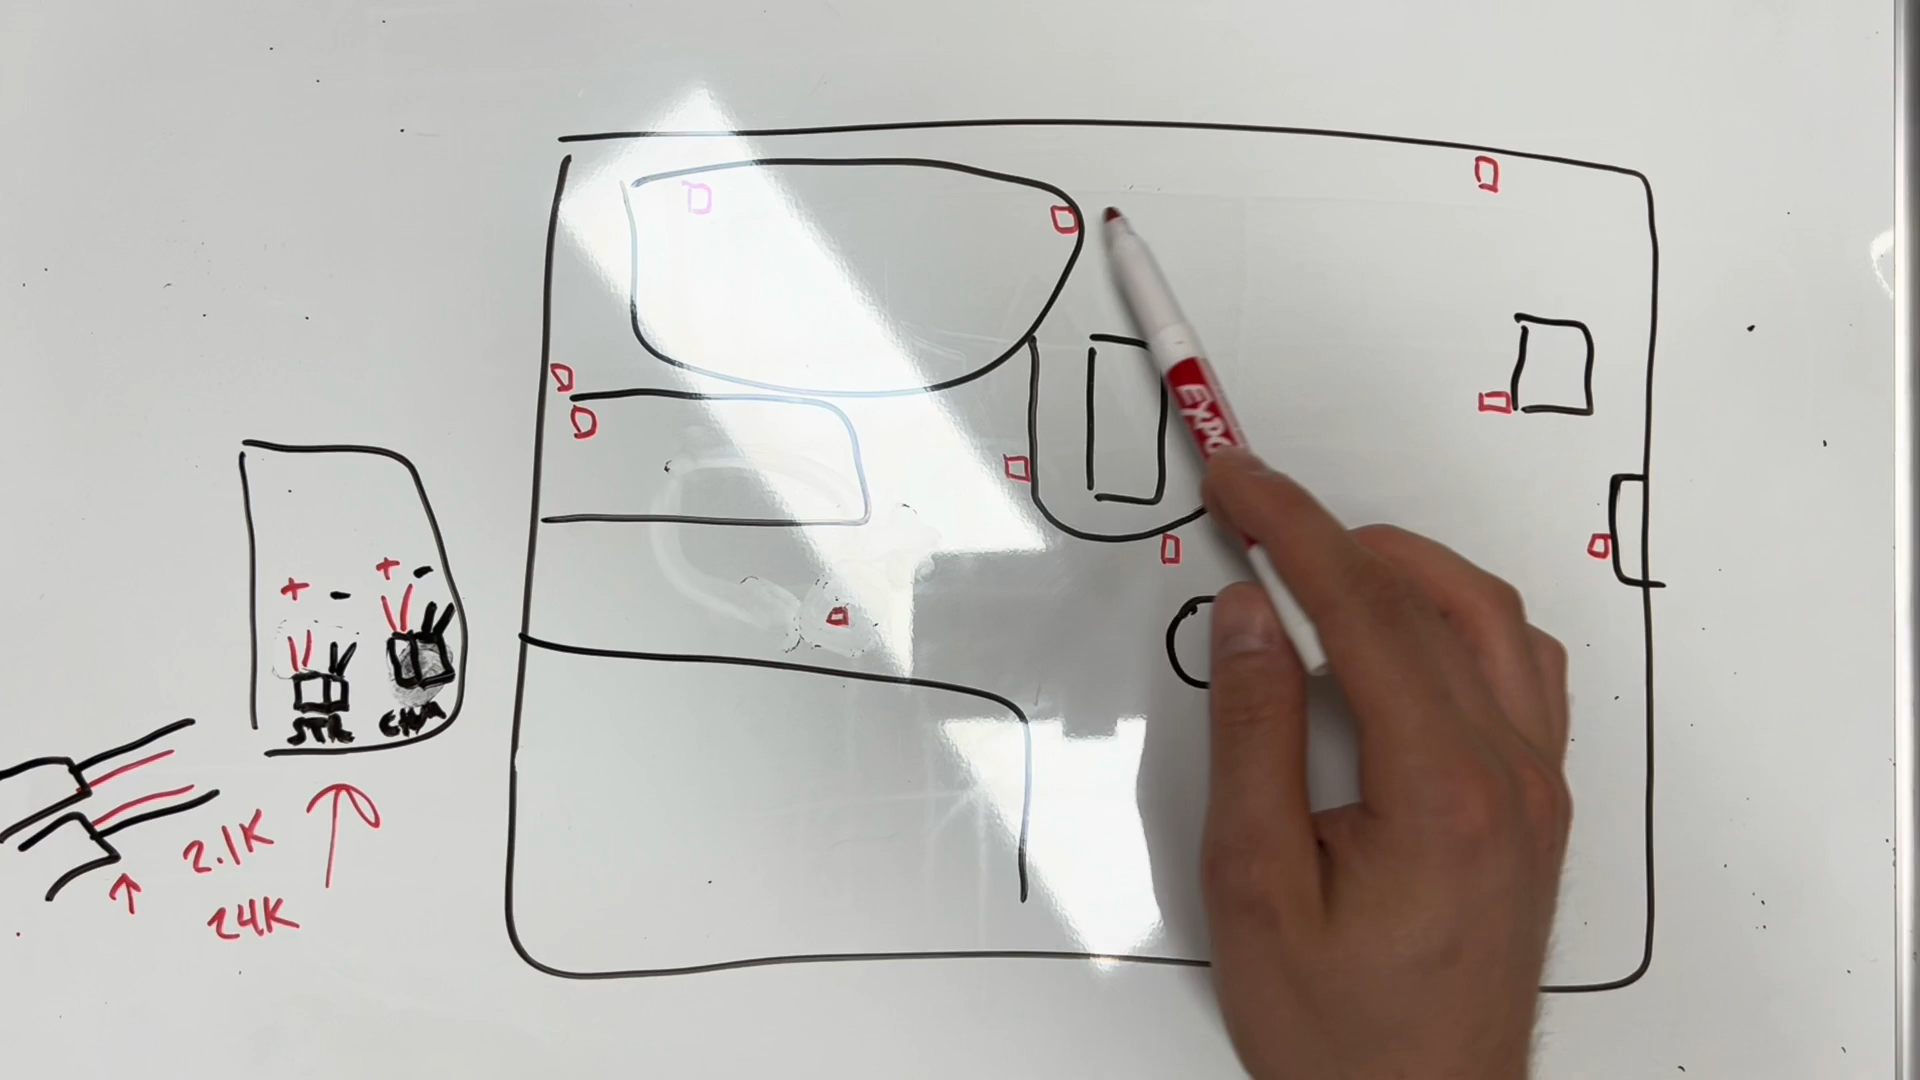 EXPO
+ -
+ -
STR
2.1K
24K